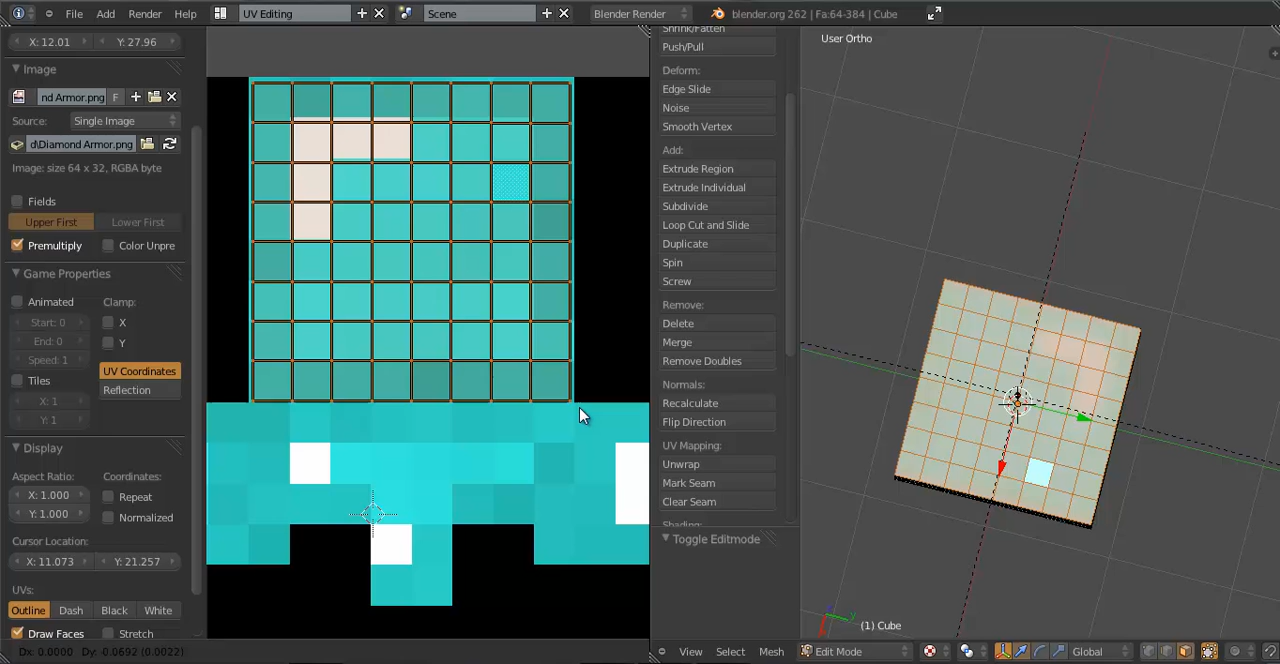 File Add Render Help UV Editing Scene Blender Render blender.org 262 | Fa:64-384 | Cube
X: 12.01 Y: 27.96
Image
nd Armor.png F
Source: Single Image
d\Diamond Armor.png
Image: size 64 x 32, RGBA byte
Fields
Upper First Lower First
Premultiply Color Unpre
Game Properties
Animated Clamp:
Start: 0 X
End: 0 Y
Speed: 1
Tiles UV Coordinates
X: 1 Reflection
Y: 1
Display
Aspect Ratio: Coordinates:
X: 1.000 Repeat
Y: 1.000 Normalized
Cursor Location:
X: 11.073 Y: 21.257
UVs:
Outline Dash Black White
Draw Faces Stretch
Dx: 0.0000 Dy: -0.0692 (0.0022)
Shrink/Fatten
Push/Pull
Deform:
Edge Slide
Noise
Smooth Vertex
Add:
Extrude Region
Extrude Individual
Subdivide
Loop Cut and Slide
Duplicate
Spin
Screw
Remove:
Delete
Merge
Remove Doubles
Normals:
Recalculate
Flip Direction
UV Mapping:
Unwrap
Mark Seam
Clear Seam
Shading:
Toggle Editmode
User Ortho
(1) Cube
View Select Mesh Edit Mode Global